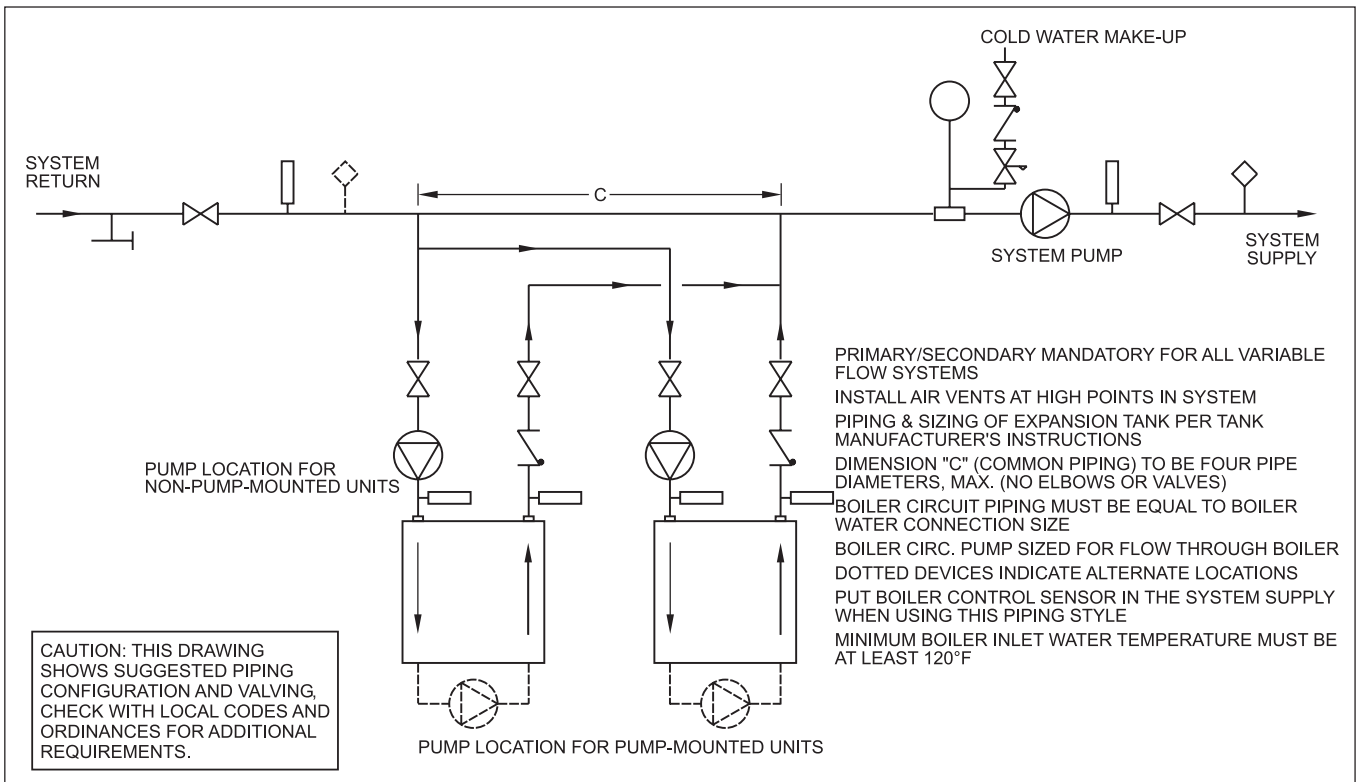 COLD WATER MAKE-UP
SYSTEM
RETURN
C
SYSTEM PUMP
SYSTEM
SUPPLY
PUMP LOCATION FOR
NON-PUMP-MOUNTED UNITS
PRIMARY/SECONDARY MANDATORY FOR ALL VARIABLE
FLOW SYSTEMS
INSTALL AIR VENTS AT HIGH POINTS IN SYSTEM
PIPING & SIZING OF EXPANSION TANK PER TANK
MANUFACTURER'S INSTRUCTIONS
DIMENSION "C" (COMMON PIPING) TO BE FOUR PIPE
DIAMETERS, MAX. (NO ELBOWS OR VALVES)
BOILER CIRCUIT PIPING MUST BE EQUAL TO BOILER
WATER CONNECTION SIZE
BOILER CIRC. PUMP SIZED FOR FLOW THROUGH BOILER
DOTTED DEVICES INDICATE ALTERNATE LOCATIONS
PUT BOILER CONTROL SENSOR IN THE SYSTEM SUPPLY
WHEN USING THIS PIPING STYLE
MINIMUM BOILER INLET WATER TEMPERATURE MUST BE
AT LEAST 120°F
CAUTION: THIS DRAWING
SHOWS SUGGESTED PIPING
CONFIGURATION AND VALVING,
CHECK WITH LOCAL CODES AND
ORDINANCES FOR ADDITIONAL
REQUIREMENTS.
PUMP LOCATION FOR PUMP-MOUNTED UNITS